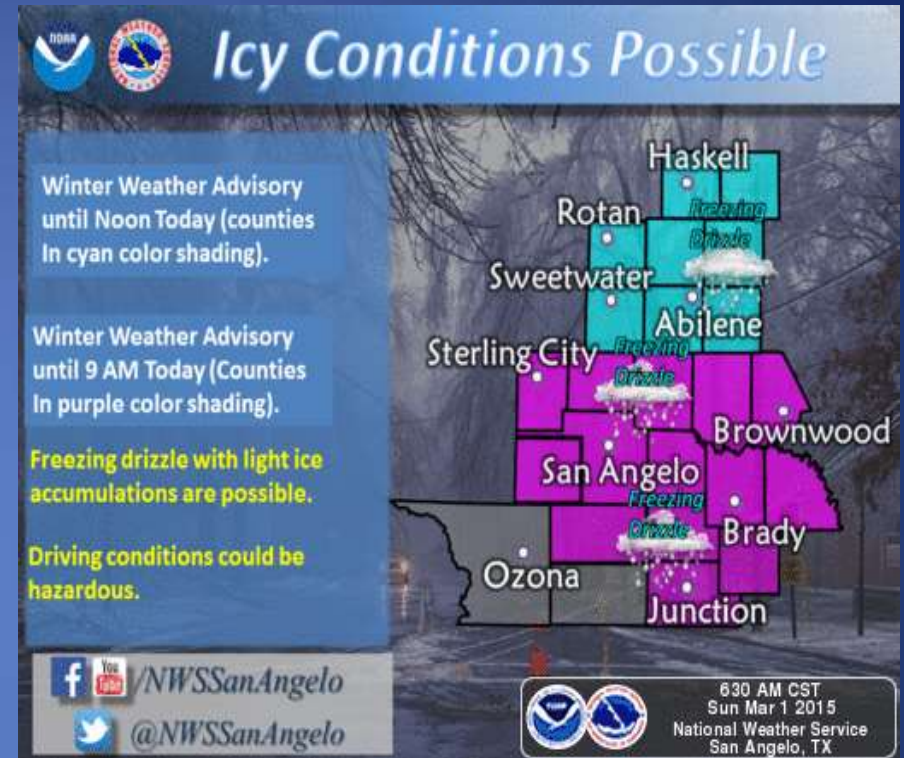 NOAA
Icy Conditions Possible
Winter Weather Advisory
until Noon Today (counties
In cyan color shading).
Winter Weather Advisory
until 9 AM Today (Counties
In purple color shading).
Freezing drizzle with light ice
accumulations are possible.
Driving conditions could be
hazardous.
Haskell
Freezing
Drizzle
Rotan
Sweetwater
Abilene
Sterling City
Freezing
Drizzle
Brownwood
San Angelo
Freezing
Drizzle
Brady
Ozona
Junction
f You Tube /NWSSanAngelo
@NWSSanAngelo
630 AM CST
Sun Mar 1 2015
National Weather Service
San Angelo, TX